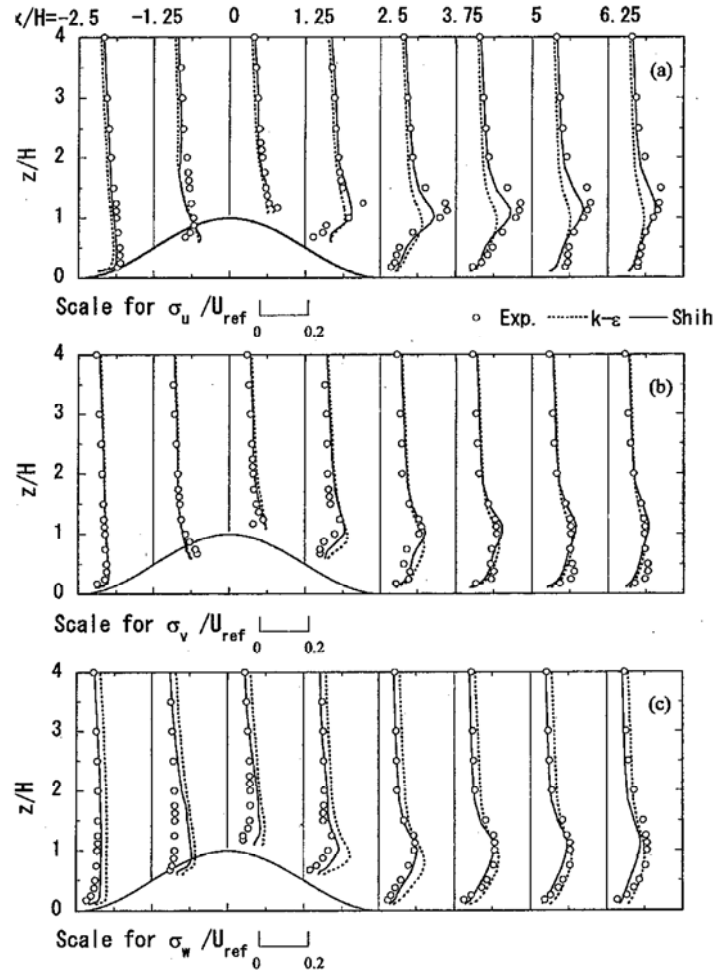 x/H=-2.5 -1.25 0 1.25 2.5 3.75 5 6.25
4
(a)
3
z/H
2
1
0
Scale for σu /Uref
0 0.2
Exp. k-ε Shih
4
(b)
3
z/H
2
1
0
Scale for σv /Uref
0 0.2
4
(c)
3
z/H
2
1
0
Scale for σw /Uref
0 0.2